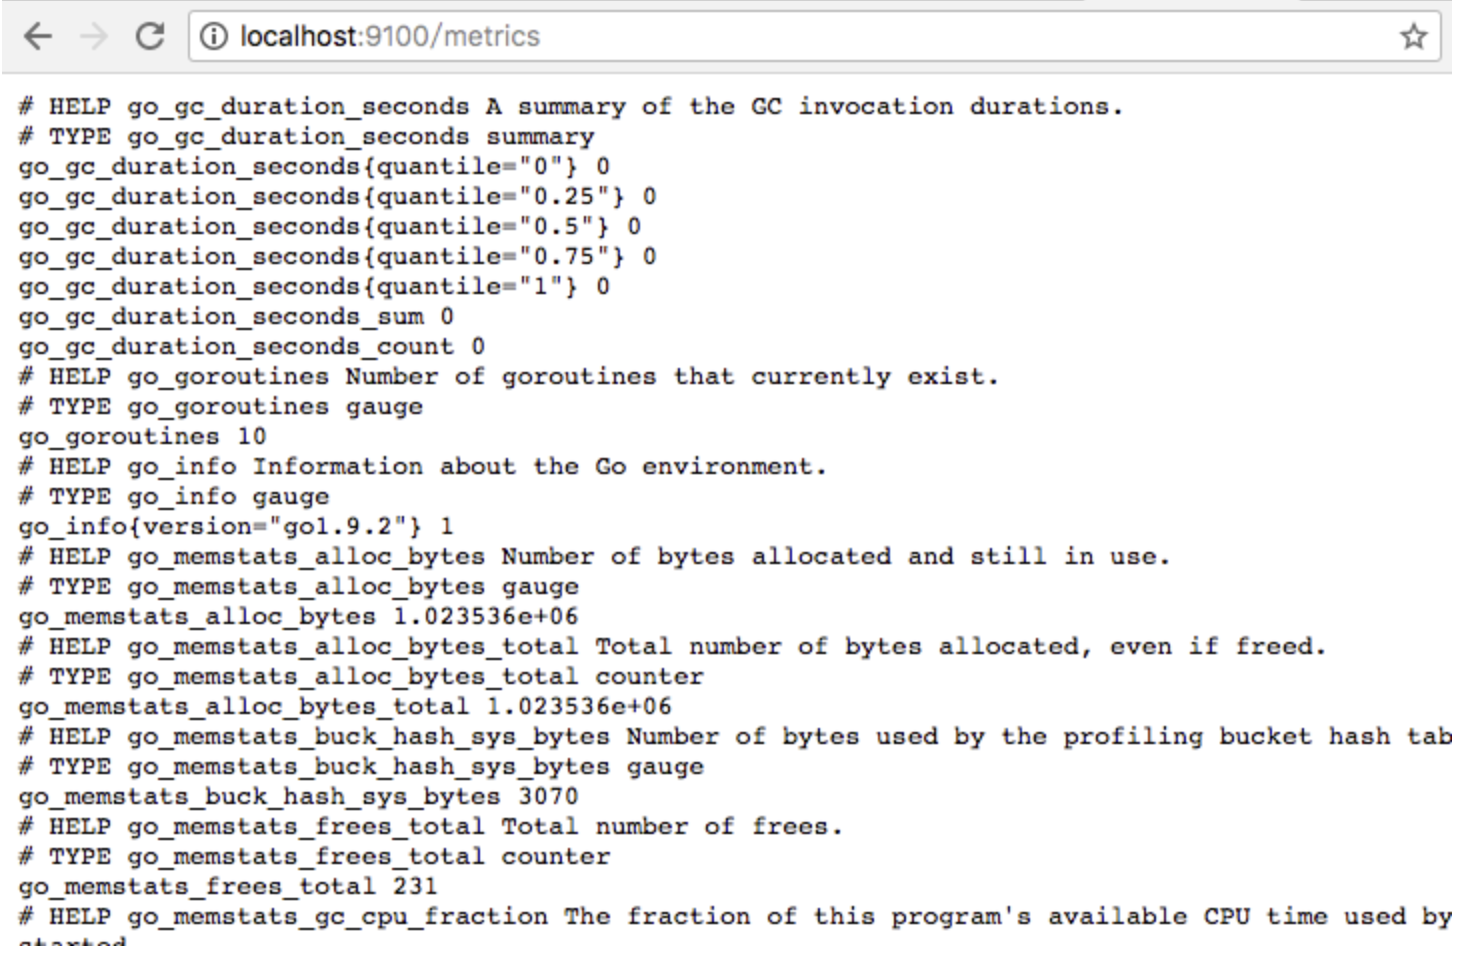 localhost:9100/metrics
# HELP go_gc_duration_seconds A summary of the GC invocation durations.
# TYPE go_gc_duration_seconds summary
go_gc_duration_seconds{quantile="0"} 0
go_gc_duration_seconds{quantile="0.25"} 0
go_gc_duration_seconds{quantile="0.5"} 0
go_gc_duration_seconds{quantile="0.75"} 0
go_gc_duration_seconds{quantile="1"} 0
go_gc_duration_seconds_sum 0
go_gc_duration_seconds_count 0
# HELP go_goroutines Number of goroutines that currently exist.
# TYPE go_goroutines gauge
go_goroutines 10
# HELP go_info Information about the Go environment.
# TYPE go_info gauge
go_info{version="go1.9.2"} 1
# HELP go_memstats_alloc_bytes Number of bytes allocated and still in use.
# TYPE go_memstats_alloc_bytes gauge
go_memstats_alloc_bytes 1.023536e+06
# HELP go_memstats_alloc_bytes_total Total number of bytes allocated, even if freed.
# TYPE go_memstats_alloc_bytes_total counter
go_memstats_alloc_bytes_total 1.023536e+06
# HELP go_memstats_buck_hash_sys_bytes Number of bytes used by the profiling bucket hash tab
# TYPE go_memstats_buck_hash_sys_bytes gauge
go_memstats_buck_hash_sys_bytes 3070
# HELP go_memstats_frees_total Total number of frees.
# TYPE go_memstats_frees_total counter
go_memstats_frees_total 231
# HELP go_memstats_gc_cpu_fraction The fraction of this program's available CPU time used by
started